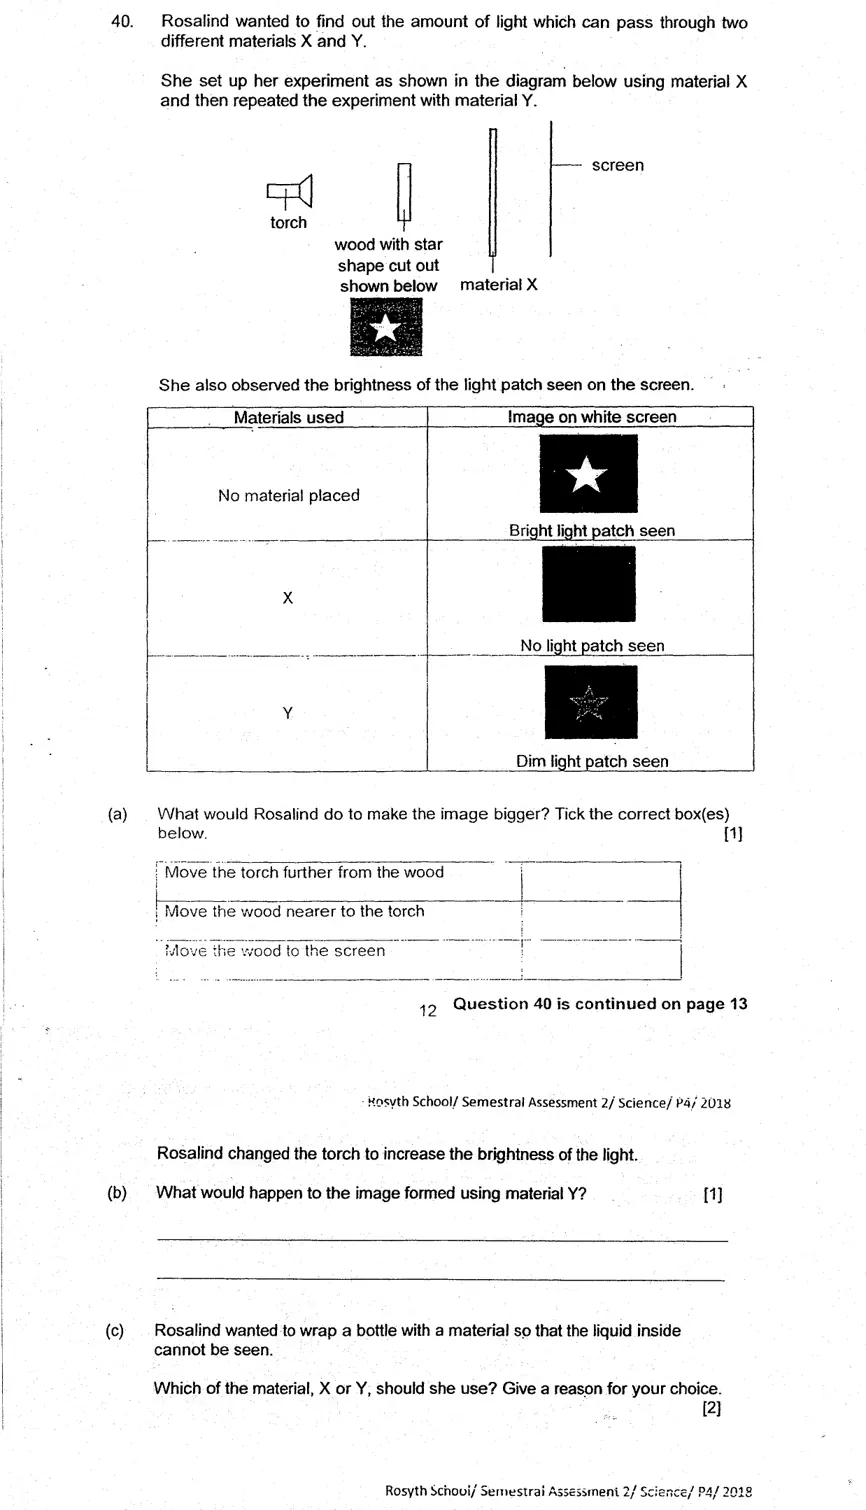 40. Rosalind wanted to find out the amount of light which can pass through two
different materials X and Y.
She set up her experiment as shown in the diagram below using material X
and then repeated the experiment with material Y.
screen
torch
wood with star
shape cut out
shown below
material X
She also observed the brightness of the light patch seen on the screen.
Materials used Image on white screen
No material placed
Bright light patch seen
X
No light patch seen
Y
Dim light patch seen
(a) What would Rosalind do to make the image bigger? Tick the correct box(es)
below. [1]
Move the torch further from the wood
Move the wood nearer to the torch
Move the wood to the screen
12 Question 40 is continued on page 13
Rosyth School/ Semestral Assessment 2/ Science/ P4/ 2018
Rosalind changed the torch to increase the brightness of the light.
(b) What would happen to the image formed using material Y? [1]
(c) Rosalind wanted to wrap a bottle with a material so that the liquid inside
cannot be seen.
Which of the material, X or Y, should she use? Give a reason for your choice.
[2]
Rosyth School/ Semestral Assessment 2/ Science/ P4/ 2018